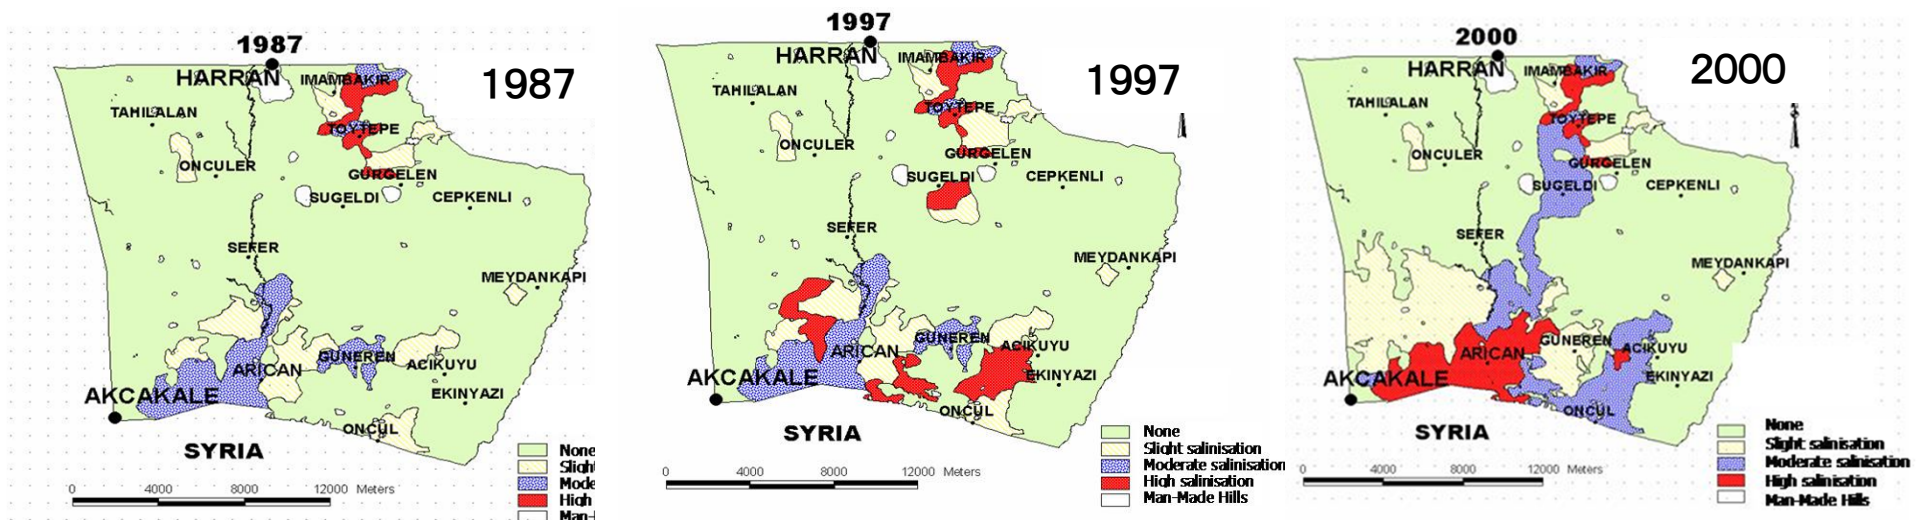 1987
1987
HARRAN
IMAMBAKIR
TAHILALAN
TOYTEPE
ONCULER
GURGELEN
SUGELDI
CEPKENLI
SEFER
MEYDANKAPI
GUNEREN
ACIKUYU
ARICAN
AKCAKALE
EKINYAZI
ONCUL
SYRIA
None
Slight
Mode
High
Man-
0 4000 8000 12000 Meters
1997
1997
HARRAN
IMAMBAKIR
TAHILALAN
TOYTEPE
ONCULER
GURGELEN
SUGELDI
CEPKENLI
SEFER
MEYDANKAPI
GUNEREN
ACIKUYU
ARICAN
AKCAKALE
EKINYAZI
ONCUL
SYRIA
None
Slight salinisation
Moderate salinisation
High salinisation
Man-Made Hills
0 4000 8000 12000 Meters
2000
2000
HARRAN
IMAMBAKIR
TAHILALAN
TOYTEPE
ONCULER
GURGELEN
SUGELDI
CEPKENLI
SEFER
MEYDANKAPI
GUNEREN
ACIKUYU
ARICAN
AKCAKALE
EKINYAZI
ONCUL
SYRIA
None
Slight salinisation
Moderate salinisation
High salinisation
Man-Made Hills
0 4000 8000 12000 Meters